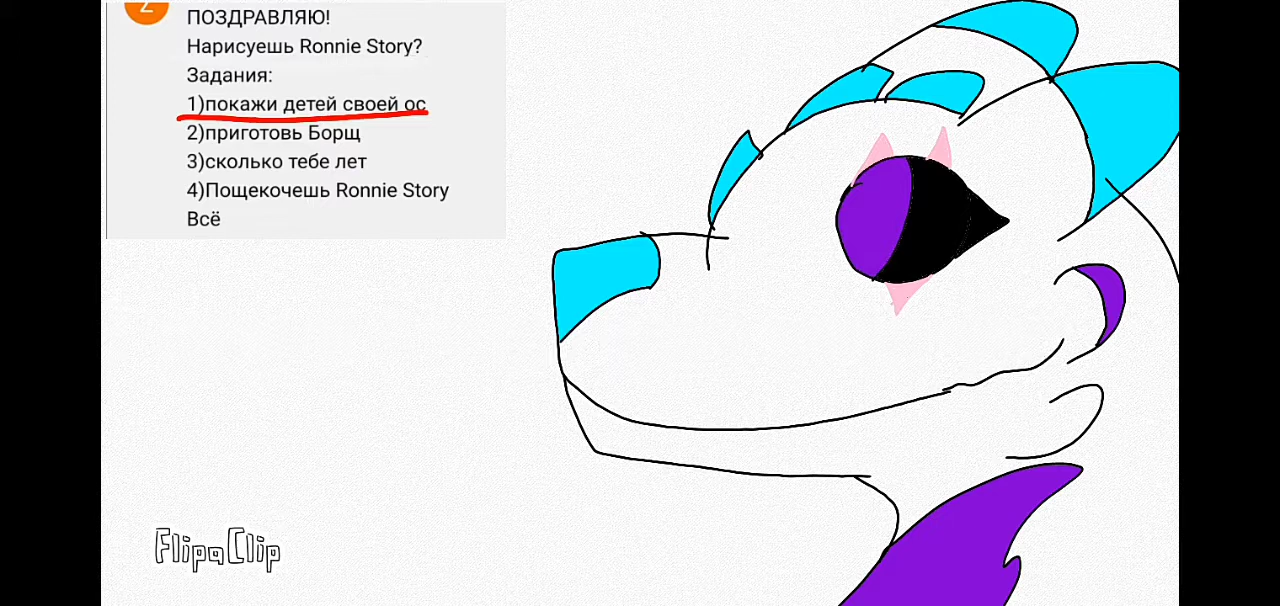 ПОЗДРАВЛЯЮ!
Нарисуешь Ronnie Story?
Задания:
1)покажи детей своей ос
2)приготовь Борщ
3)сколько тебе лет
4)Пощекочешь Ronnie Story
Всё
FlipaClip